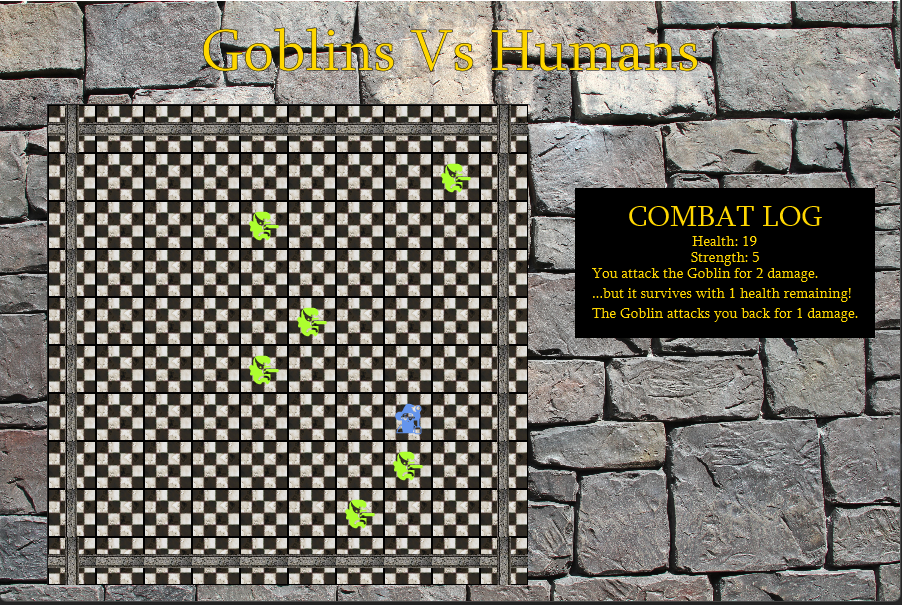 Goblins Vs Humans
COMBAT LOG
Health: 19
Strength: 5
You attack the Goblin for 2 damage.
...but it survives with 1 health remaining!
The Goblin attacks you back for 1 damage.